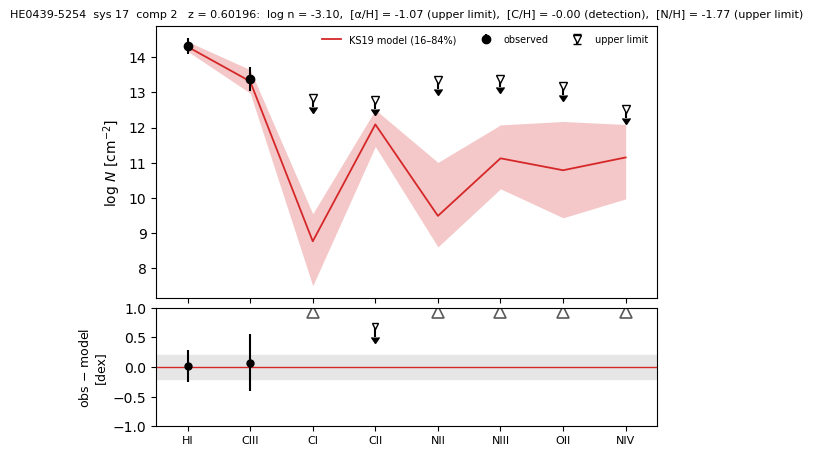 HE0439-5254 sys 17 comp 2 z = 0.60196: log n = -3.10, [α/H] = -1.07 (upper limit), [C/H] = -0.00 (detection), [N/H] = -1.77 (upper limit)
KS19 model (16–84%) observed upper limit
14
13
12
11
10
9
8
log N [cm⁻²]
1.0
0.5
0.0
−0.5
−1.0
obs − model
[dex]
HI CIII CI CII NII NIII OII NIV